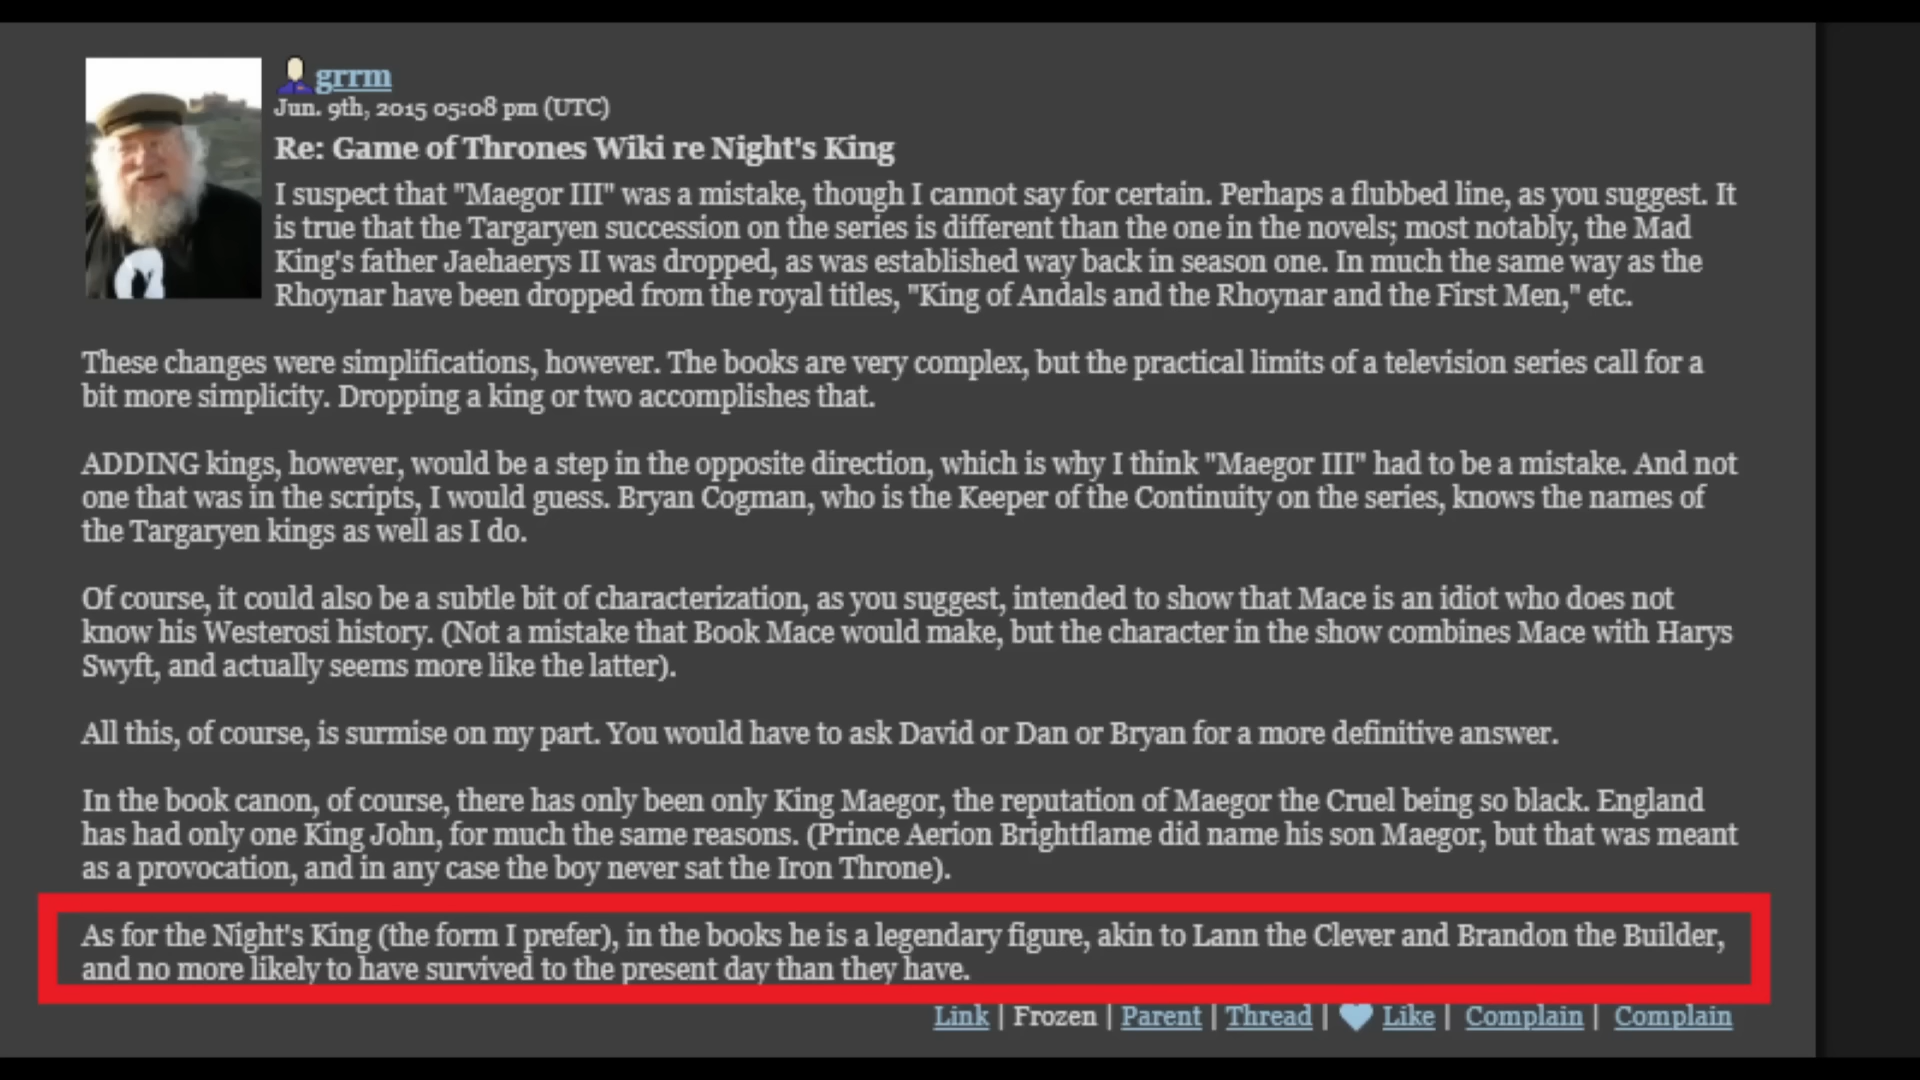 grrm
Jun. 9th, 2015 05:08 pm (UTC)
Re: Game of Thrones Wiki re Night's King
I suspect that "Maegor III" was a mistake, though I cannot say for certain. Perhaps a flubbed line, as you suggest. It
is true that the Targaryen succession on the series is different than the one in the novels; most notably, the Mad
King's father Jaehaerys II was dropped, as was established way back in season one. In much the same way as the
Rhoynar have been dropped from the royal titles, "King of Andals and the Rhoynar and the First Men," etc.
These changes were simplifications, however. The books are very complex, but the practical limits of a television series call for a
bit more simplicity. Dropping a king or two accomplishes that.
ADDING kings, however, would be a step in the opposite direction, which is why I think "Maegor III" had to be a mistake. And not
one that was in the scripts, I would guess. Bryan Cogman, who is the Keeper of the Continuity on the series, knows the names of
the Targaryen kings as well as I do.
Of course, it could also be a subtle bit of characterization, as you suggest, intended to show that Mace is an idiot who does not
know his Westerosi history. (Not a mistake that Book Mace would make, but the character in the show combines Mace with Harys
Swyft, and actually seems more like the latter).
All this, of course, is surmise on my part. You would have to ask David or Dan or Bryan for a more definitive answer.
In the book canon, of course, there has only been only King Maegor, the reputation of Maegor the Cruel being so black. England
has had only one King John, for much the same reasons. (Prince Aerion Brightflame did name his son Maegor, but that was meant
as a provocation, and in any case the boy never sat the Iron Throne).
As for the Night's King (the form I prefer), in the books he is a legendary figure, akin to Lann the Clever and Brandon the Builder,
and no more likely to have survived to the present day than they have.
Link | Frozen | Parent | Thread | Like | Complain | Complain